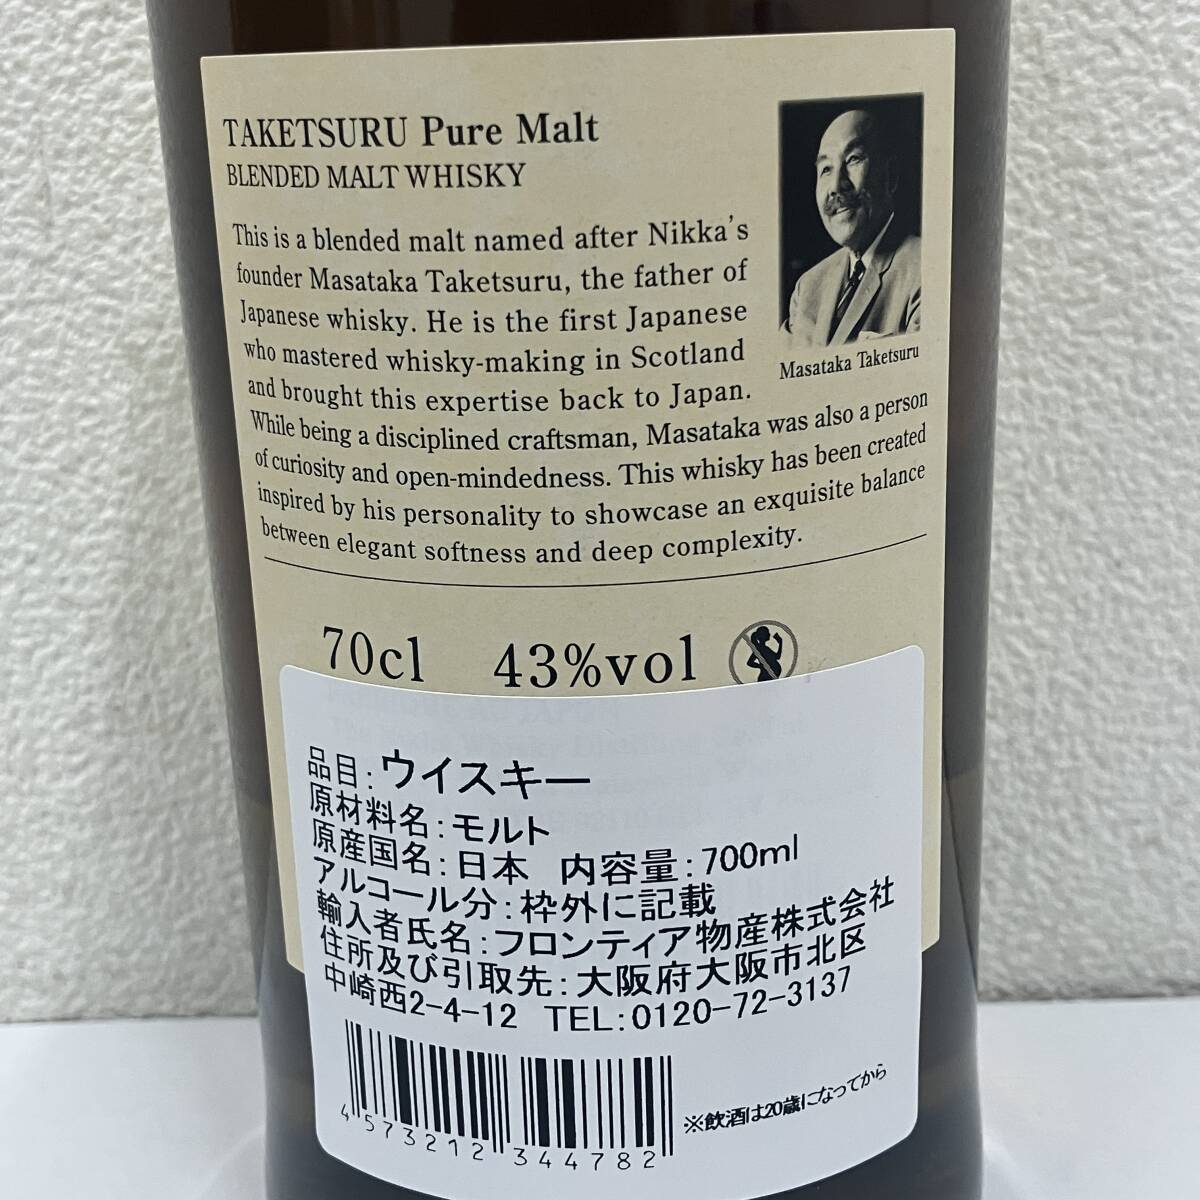 TAKETSURU Pure Malt
BLENDED MALT WHISKY
This is a blended malt named after Nikka's
founder Masataka Taketsuru, the father of
Japanese whisky. He is the first Japanese
who mastered whisky-making in Scotland
and brought this expertise back to Japan.
While being a disciplined craftsman, Masataka was also a person
of curiosity and open-mindedness. This whisky has been created
inspired by his personality to showcase an exquisite balance
between elegant softness and deep complexity.
Masataka Taketsuru
70cl 43%vol
品目:ウイスキー
原材料名:モルト
原産国名:日本 内容量:700ml
アルコール分:枠外に記載
輸入者氏名:フロンティア物産株式会社
住所及び引取先:大阪府大阪市北区
中崎西2-4-12 TEL:0120-72-3137
4573212344782
※飲酒は20歳になってから